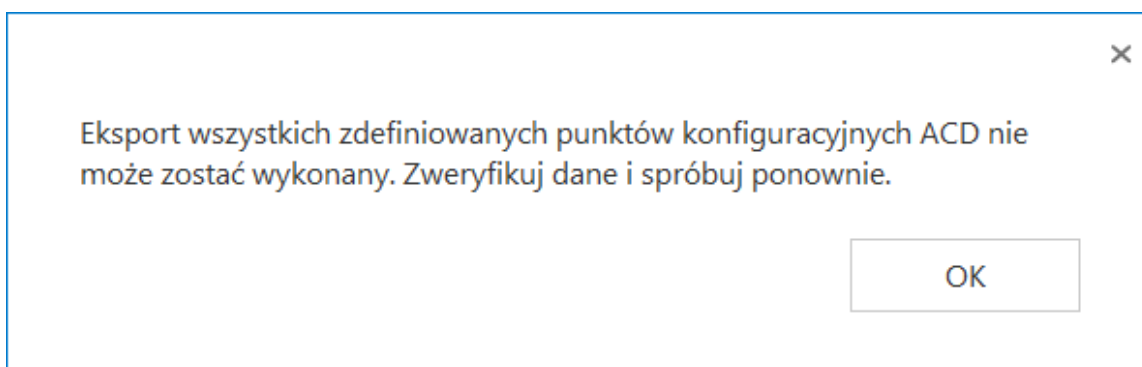 Eksport wszystkich zdefiniowanych punktów konfiguracyjnych ACD nie
może zostać wykonany. Zweryfikuj dane i spróbuj ponownie.
OK